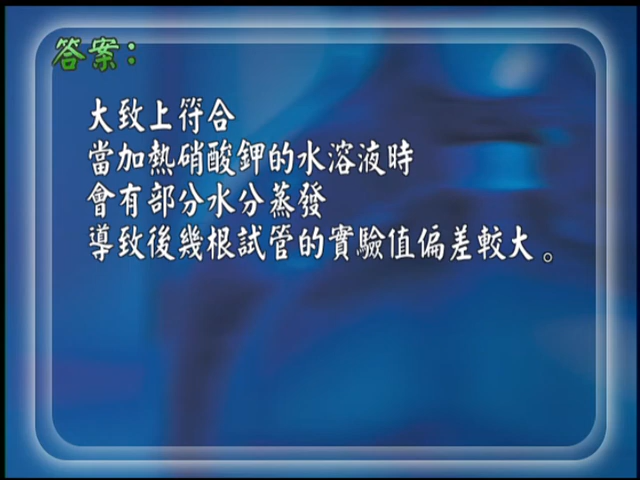 答案：
大致上符合
當加熱硝酸鉀的水溶液時
會有部分水分蒸發
導致後幾根試管的實驗值偏差較大。